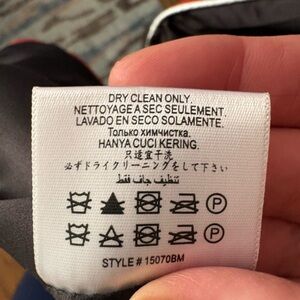 DRY CLEAN ONLY.
NETTOYAGE A SEC SEULEMENT.
LAVADO EN SECO SOLAMENTE.
Только химчистка.
HANYA CUCI KERING.
只适宜干洗
必ずドライクリーニングをして下さい
تنظيف جاف فقط
P
P
STYLE # 15070BM